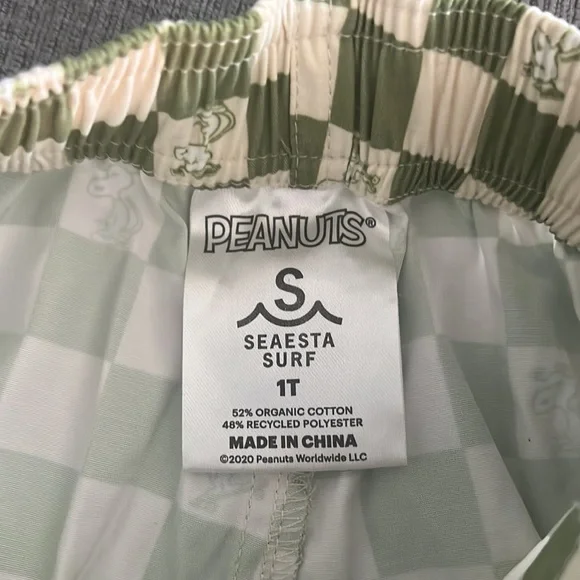 PEANUTS®
S
SEAESTA
SURF
1T
52% ORGANIC COTTON
48% RECYCLED POLYESTER
MADE IN CHINA
©2020 Peanuts Worldwide LLC